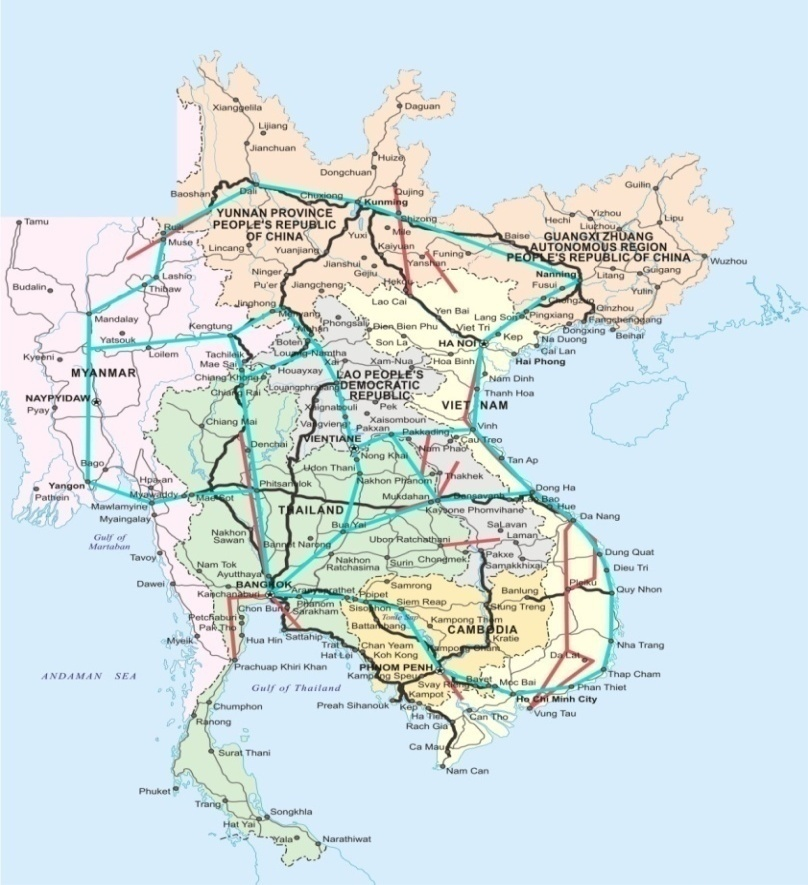 Xianggelila
Daguan
Lijiang
Jianchuan
Huize
Dongchuan
Baoshan
Dali
Chuxiong
Kunming
Qujing
Guilin
YUNNAN PROVINCE
PEOPLE'S REPUBLIC
OF CHINA
Shizong
Yizhou
Hechi
Liuzhou
Lipu
Tamu
Muse
Lincang
Yuxi
Mile
Kaiyuan
Baise
GUANGXI ZHUANG
AUTONOMOUS REGION
PEOPLE'S REPUBLIC OF CHINA
Wuzhou
Yuanjiang
Yanshan
Funing
Jianshui
Gejiu
Nanning
Litang
Guigang
Lashio
Ninger
Pu'er
Jiangcheng
Fusui
Yulin
Budalin
Thibaw
Lao Cai
Qinzhou
Jinghong
Yen Bai
Lang Son
Pingxiang
Fangchenggang
Mandalay
Kengtung
Phongsaly
Dien Bien Phu
Viet Tri
Dongxing
Beihai
Yatsouk
Boten
Son La
HA NOI
Kep
Na Duong
Cai Lan
Kyeeni
Loilem
Tachileik
Mae Sai
Louang-Namtha
Xam-Nua
Hoa Binh
Hai Phong
MYANMAR
Houayxay
LAO PEOPLE'S
DEMOCRATIC
REPUBLIC
Chiang Khong
Chiang Rai
Louangphrabang
Nam Dinh
Thanh Hoa
NAYPYIDAW
Pyay
Xaignabouli
Pek
VIET NAM
Chiang Mai
Vangvieng
Xaisomboun
Pakxan
Pakkading
Vinh
Denchai
VIENTIANE
Cau Treo
Nam Phao
Bago
Nong Khai
Tan Ap
Udon Thani
Yangon
Pathein
Myawaddy
Mae Sot
Phitsanulok
Nakhon Phanom
Thakhek
Mukdahan
Densavanh
Dong Ha
Lao Bao
Hue
Mawlamyine
Myaingalay
THAILAND
Kaysone Phomvihane
Da Nang
Gulf of
Martaban
Nakhon
Sawan
Bua Yai
Bannet Narong
Ubon Ratchathani
SaLavan
Laman
Tavoy
Nakhon
Ratchasima
Surin
Chongmek
Pakxe
Samakkhixai
Dung Quat
Dieu Tri
Nam Tok
Ayutthaya
Dawei
Kanchanaburi
BANGKOK
Aranyaprathet
Poipet
Samrong
Banlung
Pleiku
Quy Nhon
Chon Buri
Phanom
Sarakham
Sisophon
Siem Reap
Stung Treng
Petchaburi
Pak Tho
Battambang
Tonle Sap
Kampong Thom
CAMBODIA
Kratie
Myeik
Hua Hin
Sattahip
Trat
Hat Lei
Chan Yeam
Koh Kong
Kampong Cham
Nha Trang
Da Lat
Prachuap Khiri Khan
PHNOM PENH
Kampong Speu
Thap Cham
ANDAMAN SEA
Gulf of Thailand
Svay Rieng
Bavet
Moc Bai
Phan Thiet
Kampot
Ho Chi Minh City
Chumphon
Preah Sihanouk
Kep
Ha Tien
Can Tho
Vung Tau
Ranong
Rach Gia
Ca Mau
Surat Thani
Nam Can
Phuket
Trang
Songkhla
Hat Yai
Yala
Narathiwat